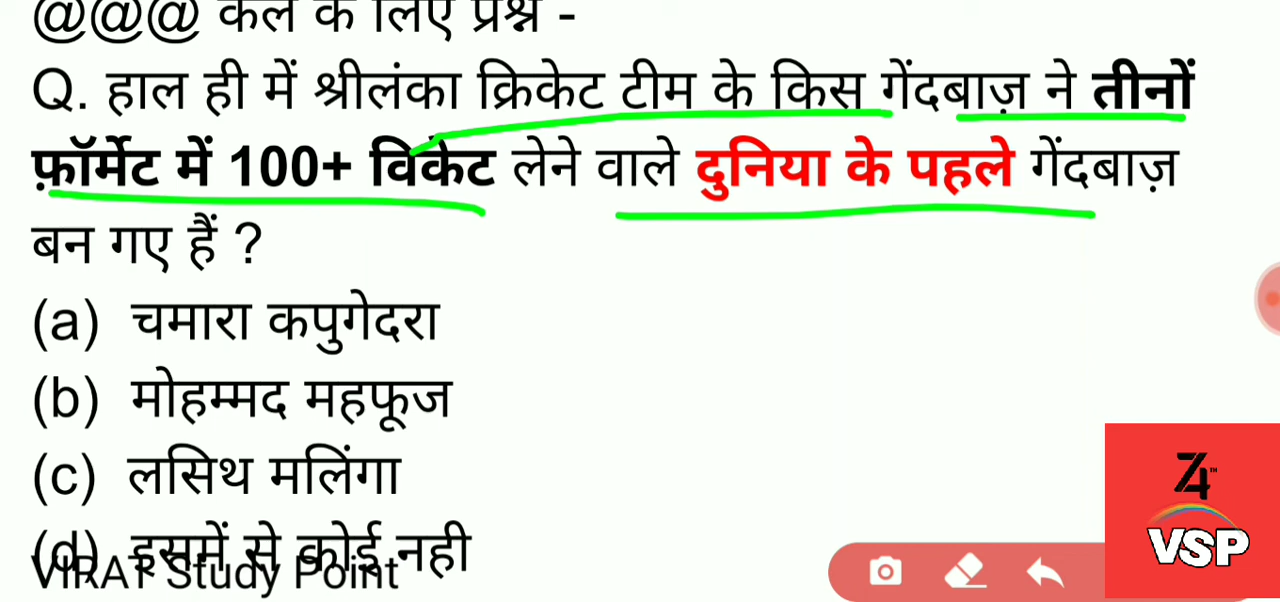 @@@ कल के लिए प्रश्न -
Q. हाल ही में श्रीलंका क्रिकेट टीम के किस गेंदबाज़ ने तीनों
फ़ॉर्मेट में 100+ विकेट लेने वाले दुनिया के पहले गेंदबाज़
बन गए हैं ?
(a) चमारा कपुगेदरा
(b) मोहम्मद महफूज
(c) लसिथ मलिंगा
(d) इसमें से कोई नही
VIRAT Study Point
Z4™
VSP